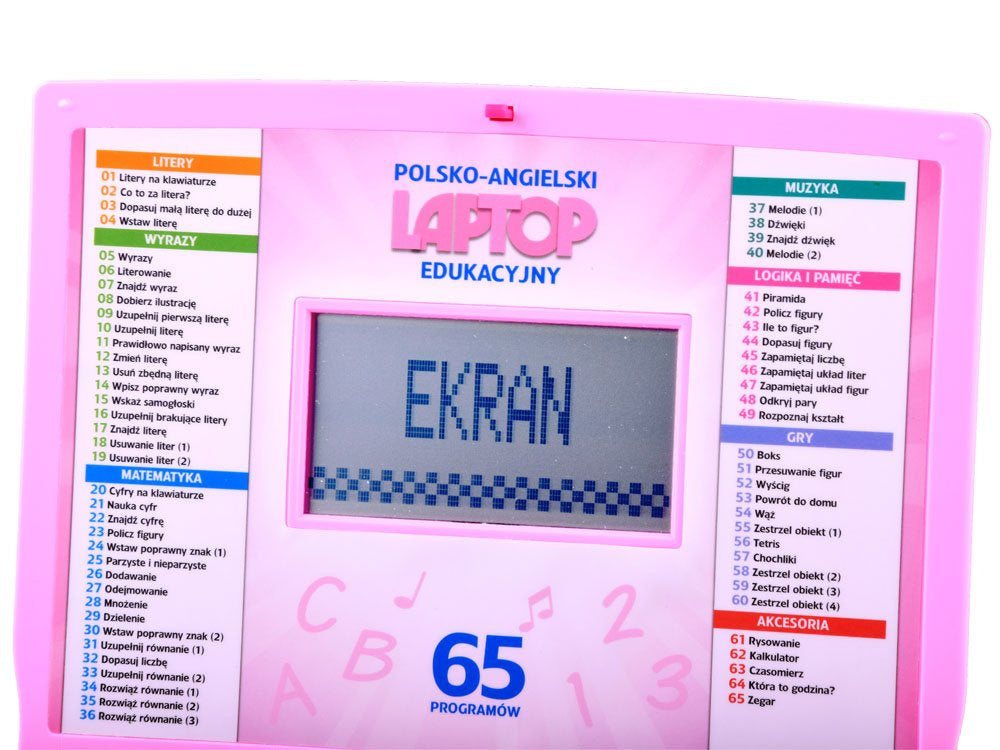 LITERY
01 Litery na klawiaturze
02 Co to za litera?
03 Dopasuj małą literę do dużej
04 Wstaw literę
WYRAZY
05 Wyrazy
06 Literowanie
07 Znajdź wyraz
08 Dobierz ilustrację
09 Uzupełnij pierwszą literę
10 Uzupełnij literę
11 Prawidłowo napisany wyraz
12 Zmień literę
13 Usuń zbędną literę
14 Wpisz poprawny wyraz
15 Wskaż samogłoski
16 Uzupełnij brakujące litery
17 Znajdź literę
18 Usuwanie liter (1)
19 Usuwanie liter (2)
MATEMATYKA
20 Cyfry na klawiaturze
21 Nauka cyfr
22 Znajdź cyfrę
23 Policz figury
24 Wstaw poprawny znak (1)
25 Parzyste i nieparzyste
26 Dodawanie
27 Odejmowanie
28 Mnożenie
29 Dzielenie
30 Wstaw poprawny znak (2)
31 Uzupełnij równanie (1)
32 Dopasuj liczbę
33 Uzupełnij równanie (2)
34 Rozwiąż równanie (1)
35 Rozwiąż równanie (2)
36 Rozwiąż równanie (3)
POLSKO-ANGIELSKI
LAPTOP
EDUKACYJNY
EKRAN
C 2
A B 1 3
65
PROGRAMÓW
MUZYKA
37 Melodie (1)
38 Dźwięki
39 Znajdź dźwięk
40 Melodie (2)
LOGIKA I PAMIĘĆ
41 Piramida
42 Policz figury
43 Ile to figur?
44 Dopasuj figury
45 Zapamiętaj liczbę
46 Zapamiętaj układ liter
47 Zapamiętaj układ figur
48 Odkryj pary
49 Rozpoznaj kształt
GRY
50 Boks
51 Przesuwanie figur
52 Wyścig
53 Powrót do domu
54 Wąż
55 Zestrzel obiekt (1)
56 Tetris
57 Chochliki
58 Zestrzel obiekt (2)
59 Zestrzel obiekt (3)
60 Zestrzel obiekt (4)
AKCESORIA
61 Rysowanie
62 Kalkulator
63 Czasomierz
64 Która to godzina?
65 Zegar